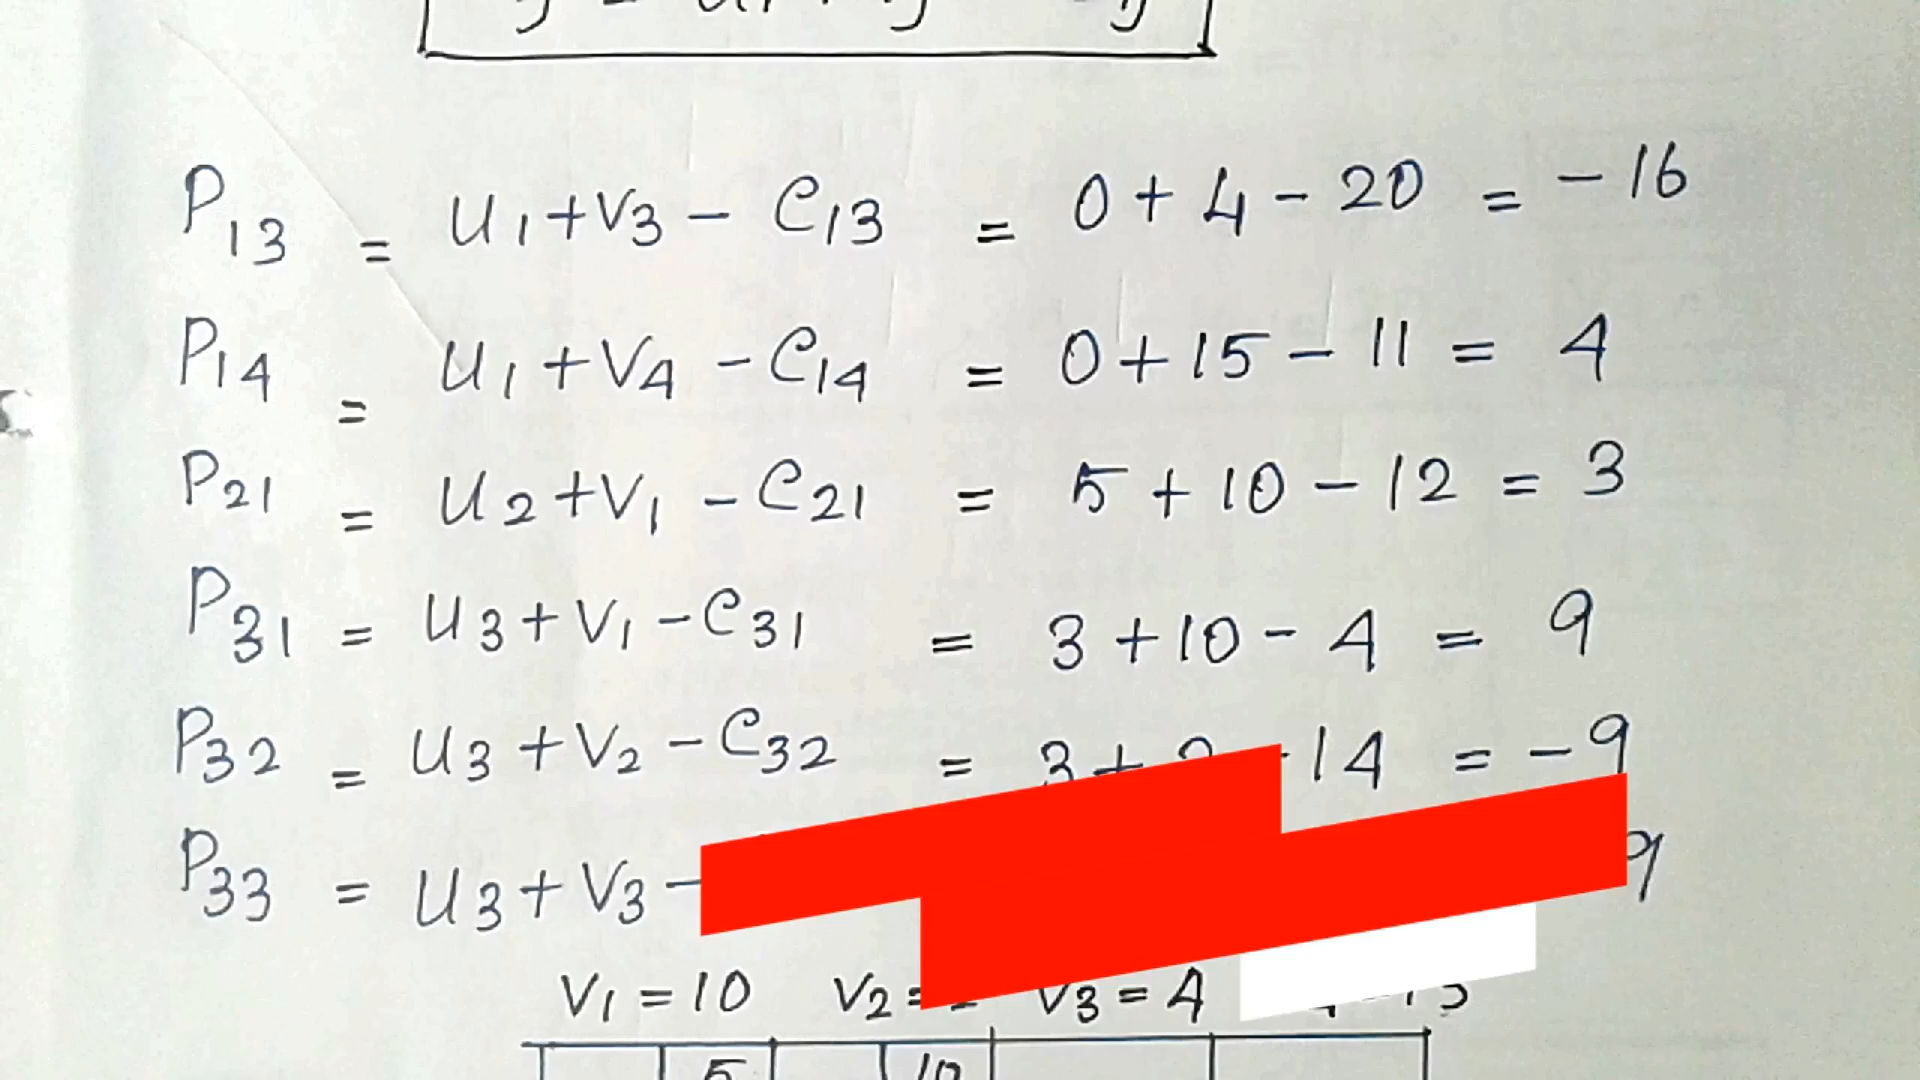 P13 = U1+V3 - C13 = 0 + 4 - 20 = -16
P14 = U1+V4 - C14 = 0+15 - 11 = 4
P21 = U2+V1 - C21 = 5 + 10 - 12 = 3
P31 = U3+V1 - C31 = 3 + 10 - 4 = 9
P32 = U3 + V2 - C32 = 3 + -14 = -9
P33 = U3+V3 - 9
V1 = 10 V2 = V3 = 4
5 10